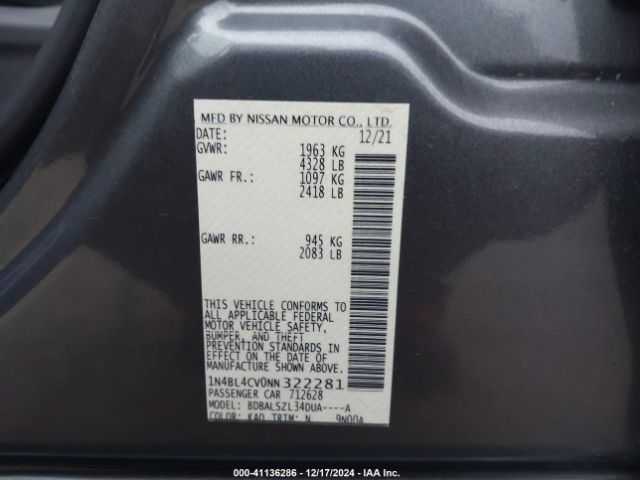 MFD BY NISSAN MOTOR CO., LTD.
DATE: 12/21
GVWR: 1963 KG
4328 LB
GAWR FR.: 1097 KG
2418 LB
GAWR RR.: 945 KG
2083 LB
THIS VEHICLE CONFORMS TO
ALL APPLICABLE FEDERAL
MOTOR VEHICLE SAFETY,
BUMPER, AND THEFT
PREVENTION STANDARDS IN
EFFECT ON THE DATE OF
MANUFACTURE SHOWN ABOVE.
1N4BL4CV0NN322281
PASSENGER CAR 712628
MODEL: BDBALSZL34DUA----A
COLOR: KAD TRIM: N 9N00A
000-41136286 - 12/17/2024 - IAA Inc.